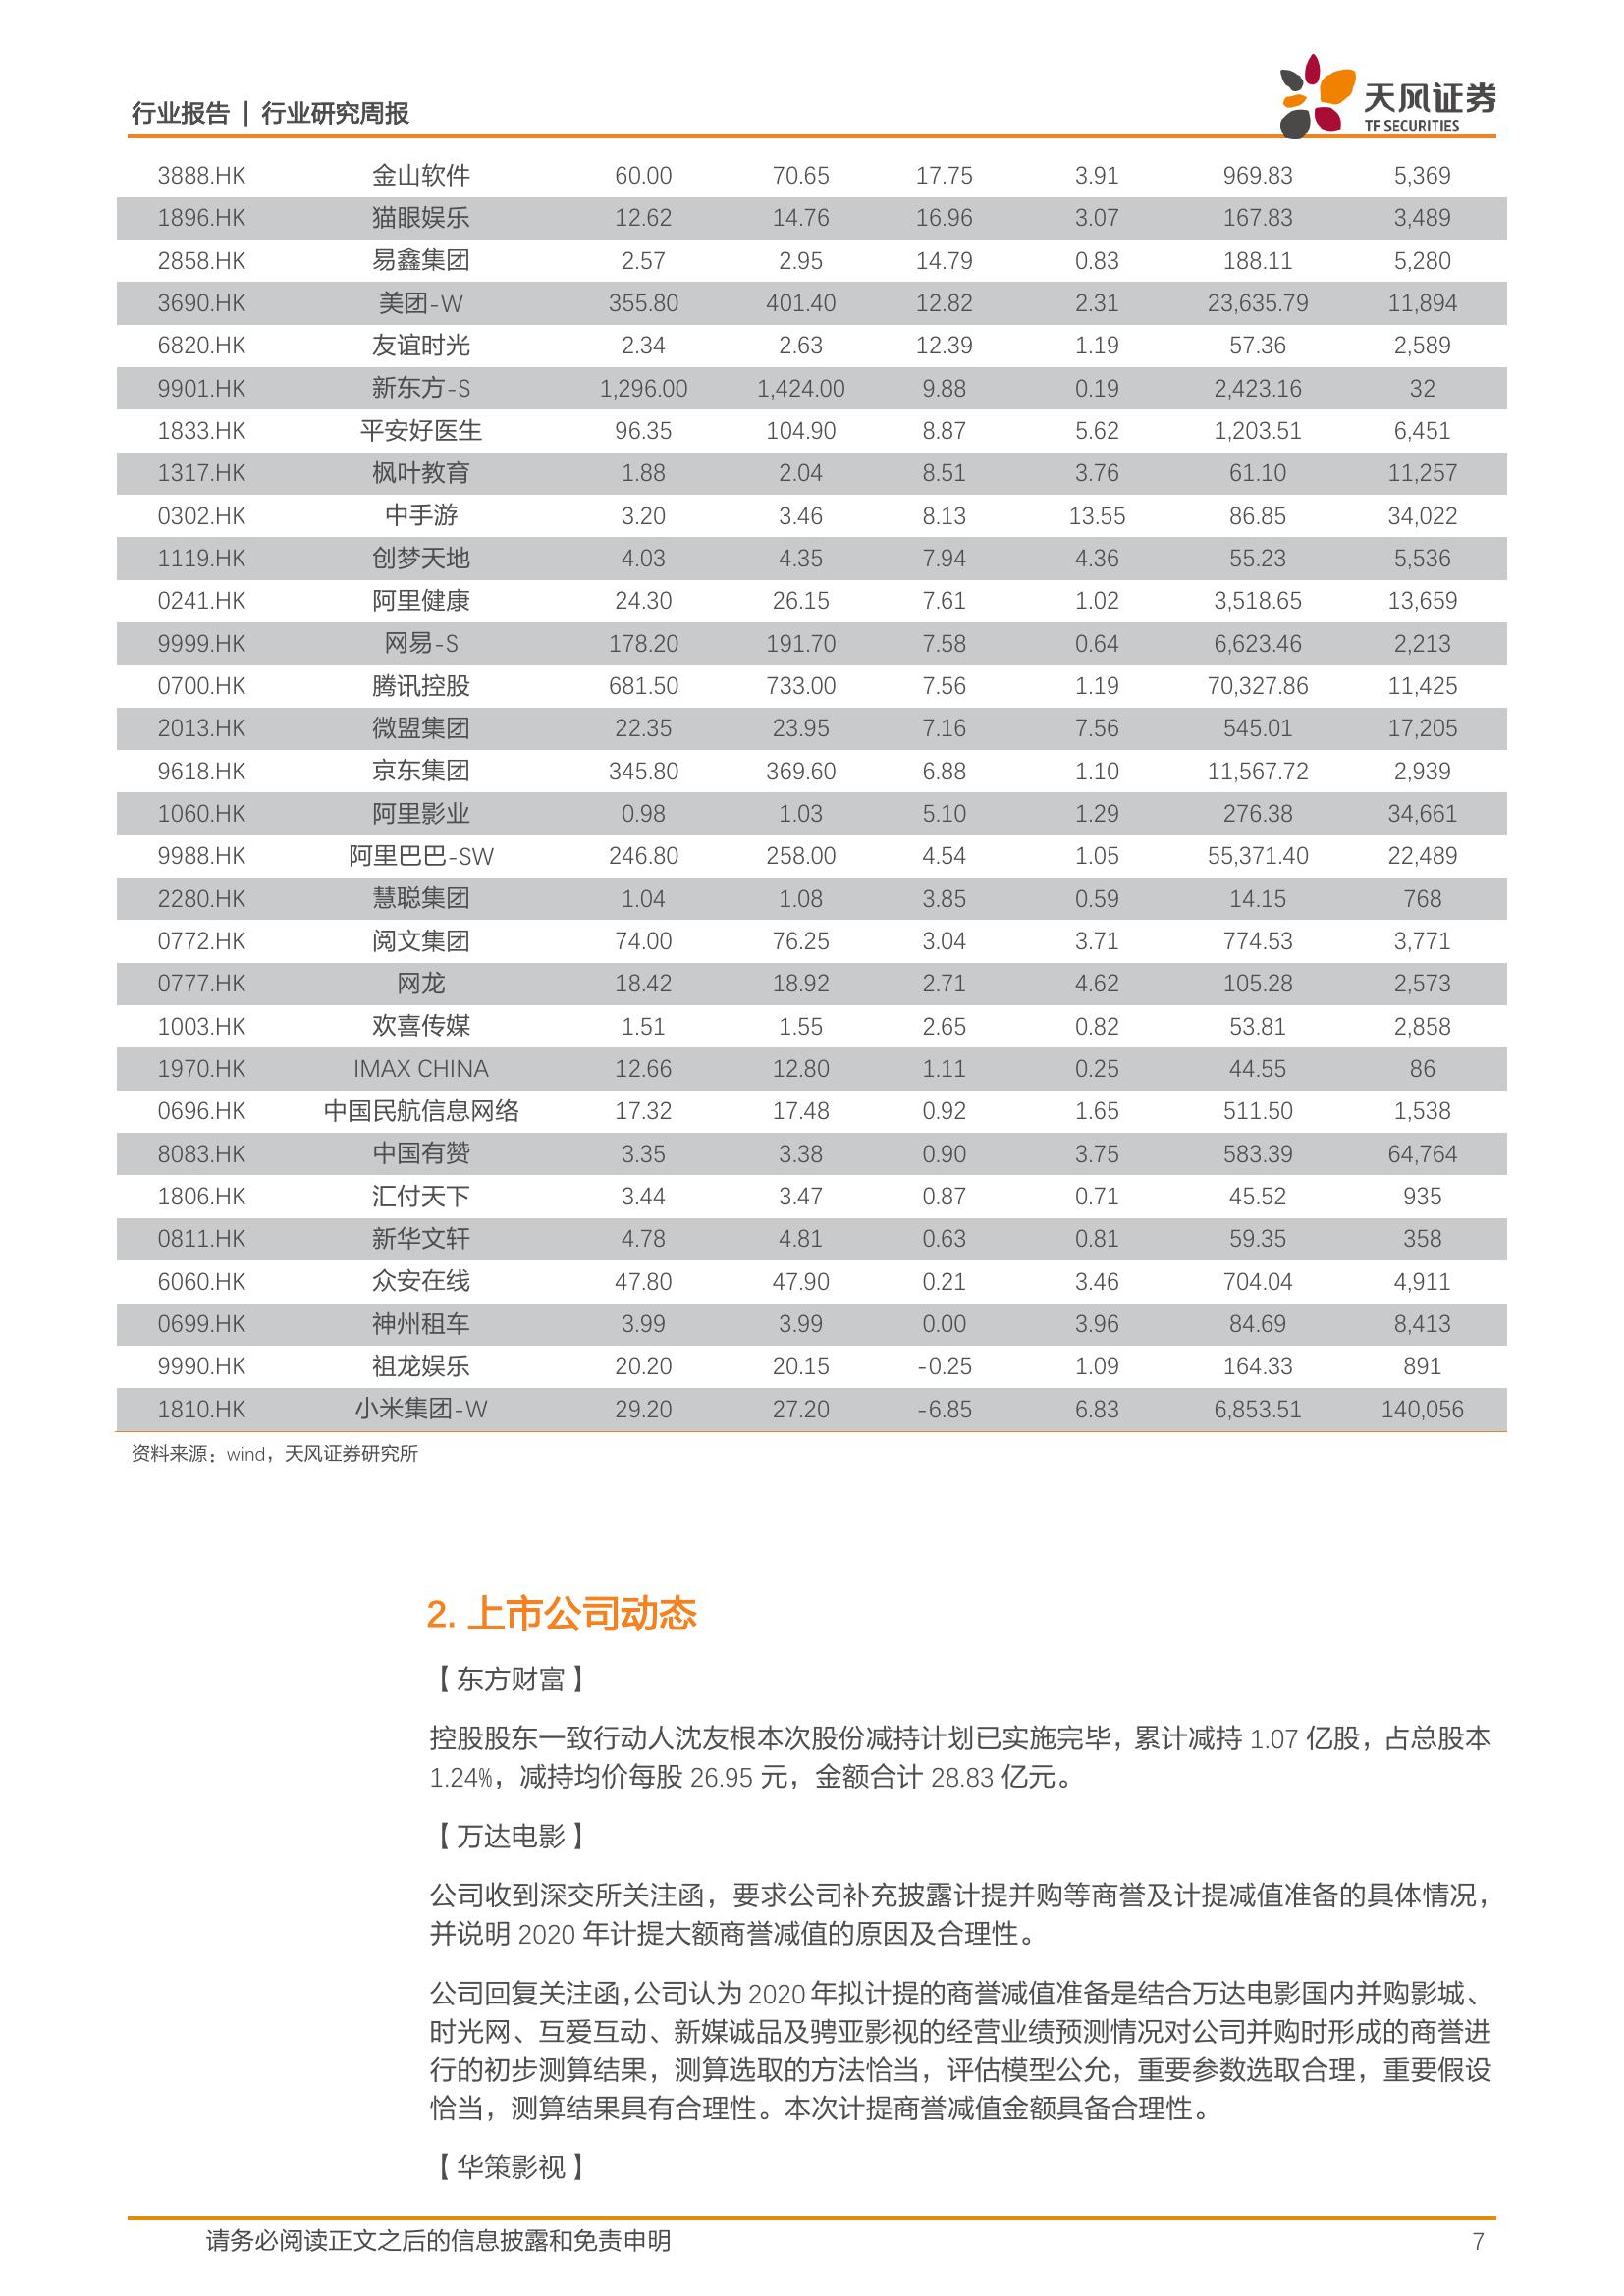 行业报告 | 行业研究周报
天风证券
TF SECURITIES
3888.HK 金山软件 60.00 70.65 17.75 3.91 969.83 5,369
1896.HK 猫眼娱乐 12.62 14.76 16.96 3.07 167.83 3,489
2858.HK 易鑫集团 2.57 2.95 14.79 0.83 188.11 5,280
3690.HK 美团-W 355.80 401.40 12.82 2.31 23,635.79 11,894
6820.HK 友谊时光 2.34 2.63 12.39 1.19 57.36 2,589
9901.HK 新东方-S 1,296.00 1,424.00 9.88 0.19 2,423.16 32
1833.HK 平安好医生 96.35 104.90 8.87 5.62 1,203.51 6,451
1317.HK 枫叶教育 1.88 2.04 8.51 3.76 61.10 11,257
0302.HK 中手游 3.20 3.46 8.13 13.55 86.85 34,022
1119.HK 创梦天地 4.03 4.35 7.94 4.36 55.23 5,536
0241.HK 阿里健康 24.30 26.15 7.61 1.02 3,518.65 13,659
9999.HK 网易-S 178.20 191.70 7.58 0.64 6,623.46 2,213
0700.HK 腾讯控股 681.50 733.00 7.56 1.19 70,327.86 11,425
2013.HK 微盟集团 22.35 23.95 7.16 7.56 545.01 17,205
9618.HK 京东集团 345.80 369.60 6.88 1.10 11,567.72 2,939
1060.HK 阿里影业 0.98 1.03 5.10 1.29 276.38 34,661
9988.HK 阿里巴巴-SW 246.80 258.00 4.54 1.05 55,371.40 22,489
2280.HK 慧聪集团 1.04 1.08 3.85 0.59 14.15 768
0772.HK 阅文集团 74.00 76.25 3.04 3.71 774.53 3,771
0777.HK 网龙 18.42 18.92 2.71 4.62 105.28 2,573
1003.HK 欢喜传媒 1.51 1.55 2.65 0.82 53.81 2,858
1970.HK IMAX CHINA 12.66 12.80 1.11 0.25 44.55 86
0696.HK 中国民航信息网络 17.32 17.48 0.92 1.65 511.50 1,538
8083.HK 中国有赞 3.35 3.38 0.90 3.75 583.39 64,764
1806.HK 汇付天下 3.44 3.47 0.87 0.71 45.52 935
0811.HK 新华文轩 4.78 4.81 0.63 0.81 59.35 358
6060.HK 众安在线 47.80 47.90 0.21 3.46 704.04 4,911
0699.HK 神州租车 3.99 3.99 0.00 3.96 84.69 8,413
9990.HK 祖龙娱乐 20.20 20.15 -0.25 1.09 164.33 891
1810.HK 小米集团-W 29.20 27.20 -6.85 6.83 6,853.51 140,056
资料来源：wind，天风证券研究所
2. 上市公司动态
【东方财富】
控股股东一致行动人沈友根本次股份减持计划已实施完毕，累计减持 1.07 亿股，占总股本
1.24%，减持均价每股 26.95 元，金额合计 28.83 亿元。
【万达电影】
公司收到深交所关注函，要求公司补充披露计提并购等商誉及计提减值准备的具体情况，
并说明 2020 年计提大额商誉减值的原因及合理性。
公司回复关注函，公司认为 2020 年拟计提的商誉减值准备是结合万达电影国内并购影城、
时光网、互爱互动、新媒诚品及骋亚影视的经营业绩预测情况对公司并购时形成的商誉进
行的初步测算结果，测算选取的方法恰当，评估模型公允，重要参数选取合理，重要假设
恰当，测算结果具有合理性。本次计提商誉减值金额具备合理性。
【华策影视】
请务必阅读正文之后的信息披露和免责申明 7